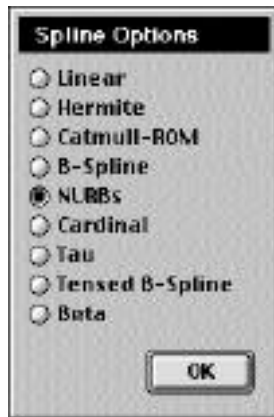 Spline Options
Linear
Hermite
Catmull-ROM
B-Spline
NURBs
Cardinal
Tau
Tensed B-Spline
Beta
OK